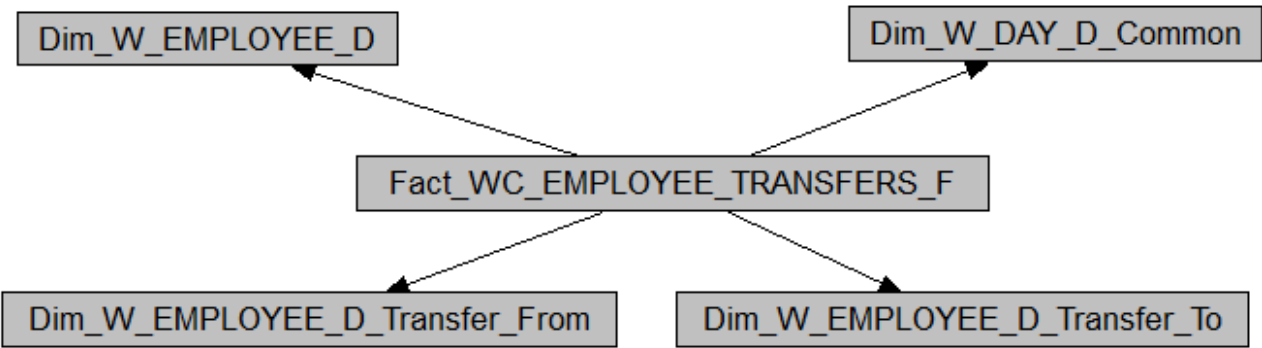 Dim_W_EMPLOYEE_D
Dim_W_DAY_D_Common
Fact_WC_EMPLOYEE_TRANSFERS_F
Dim_W_EMPLOYEE_D_Transfer_From
Dim_W_EMPLOYEE_D_Transfer_To